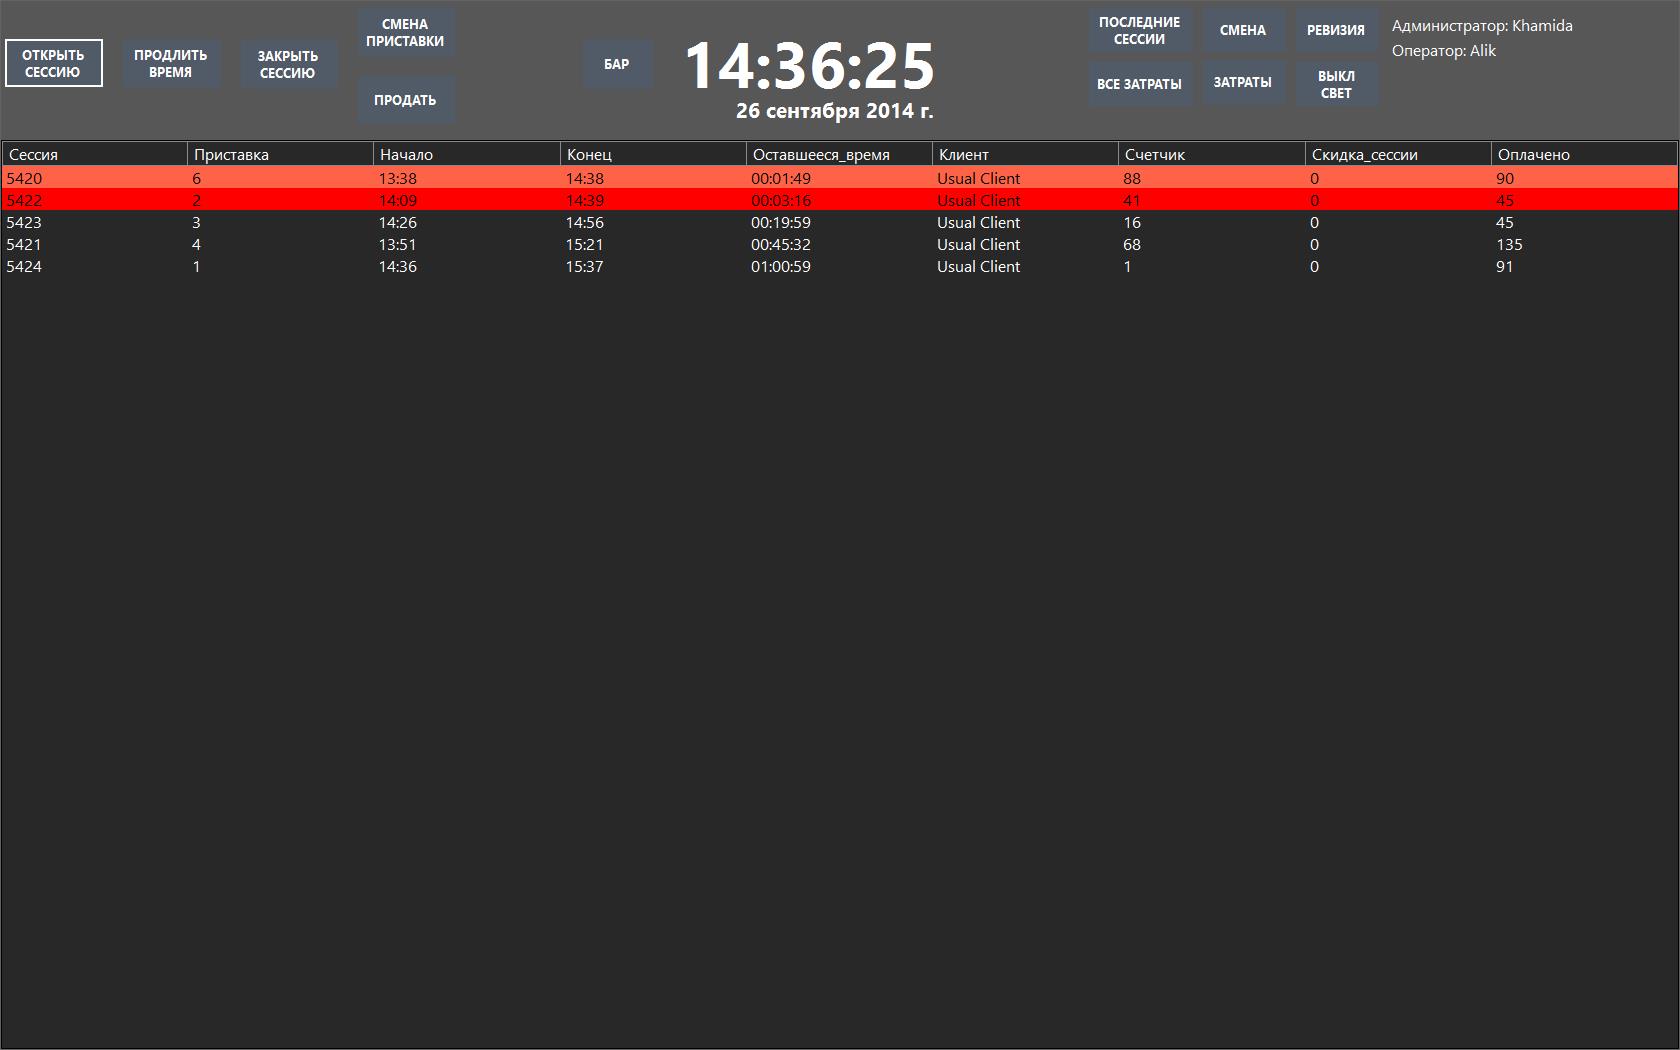 ОТКРЫТЬ
СЕССИЮ
ПРОДЛИТЬ
ВРЕМЯ
ЗАКРЫТЬ
СЕССИЮ
СМЕНА
ПРИСТАВКИ
ПРОДАТЬ
БАР
14:36:25
26 сентября 2014 г.
ПОСЛЕДНИЕ
СЕССИИ
СМЕНА
РЕВИЗИЯ
ВСЕ ЗАТРАТЫ
ЗАТРАТЫ
ВЫКЛ
СВЕТ
Администратор: Khamida
Оператор: Alik
Сессия Приставка Начало Конец Оставшееся_время Клиент Счетчик Скидка_сессии Оплачено
5420 6 13:38 14:38 00:01:49 Usual Client 88 0 90
5422 2 14:09 14:39 00:03:16 Usual Client 41 0 45
5423 3 14:26 14:56 00:19:59 Usual Client 16 0 45
5421 4 13:51 15:21 00:45:32 Usual Client 68 0 135
5424 1 14:36 15:37 01:00:59 Usual Client 1 0 91